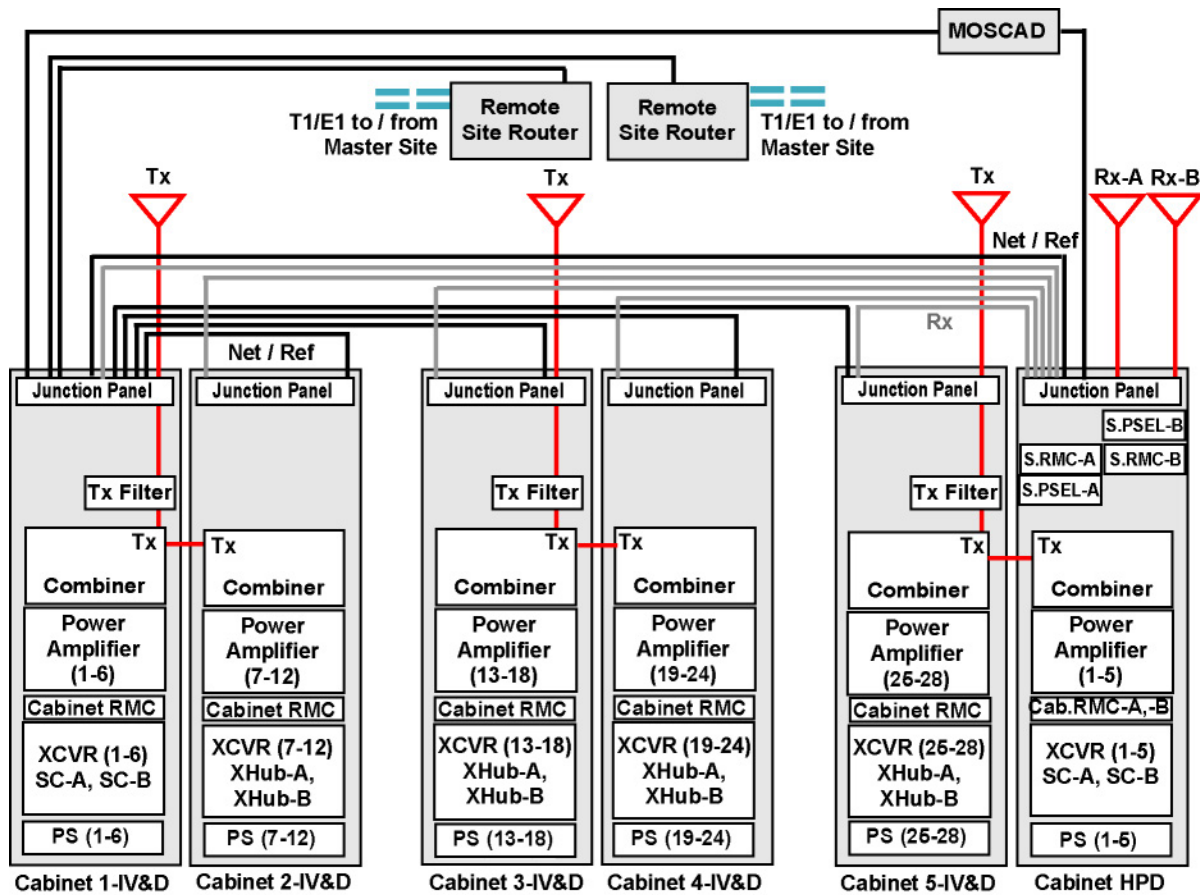 MOSCAD
Remote
Site Router
Remote
Site Router
T1/E1 to / from
Master Site
T1/E1 to / from
Master Site
Tx
Tx
Tx
Rx-A
Rx-B
Net / Ref
Rx
Net / Ref
Junction Panel
Junction Panel
Junction Panel
Junction Panel
Junction Panel
Junction Panel
S.PSEL-B
S.RMC-A
S.RMC-B
S.PSEL-A
Tx Filter
Tx Filter
Tx Filter
Tx
Combiner
Power
Amplifier
(1-6)
Cabinet RMC
XCVR (1-6)
SC-A, SC-B
PS (1-6)
Cabinet 1-IV&D
Tx
Combiner
Power
Amplifier
(7-12)
Cabinet RMC
XCVR (7-12)
XHub-A,
XHub-B
PS (7-12)
Cabinet 2-IV&D
Tx
Combiner
Power
Amplifier
(13-18)
Cabinet RMC
XCVR (13-18)
XHub-A,
XHub-B
PS (13-18)
Cabinet 3-IV&D
Tx
Combiner
Power
Amplifier
(19-24)
Cabinet RMC
XCVR (19-24)
XHub-A,
XHub-B
PS (19-24)
Cabinet 4-IV&D
Tx
Combiner
Power
Amplifier
(25-28)
Cabinet RMC
XCVR (25-28)
XHub-A,
XHub-B
PS (25-28)
Cabinet 5-IV&D
Tx
Combiner
Power
Amplifier
(1-5)
Cab.RMC-A,-B
XCVR (1-5)
SC-A, SC-B
PS (1-5)
Cabinet HPD